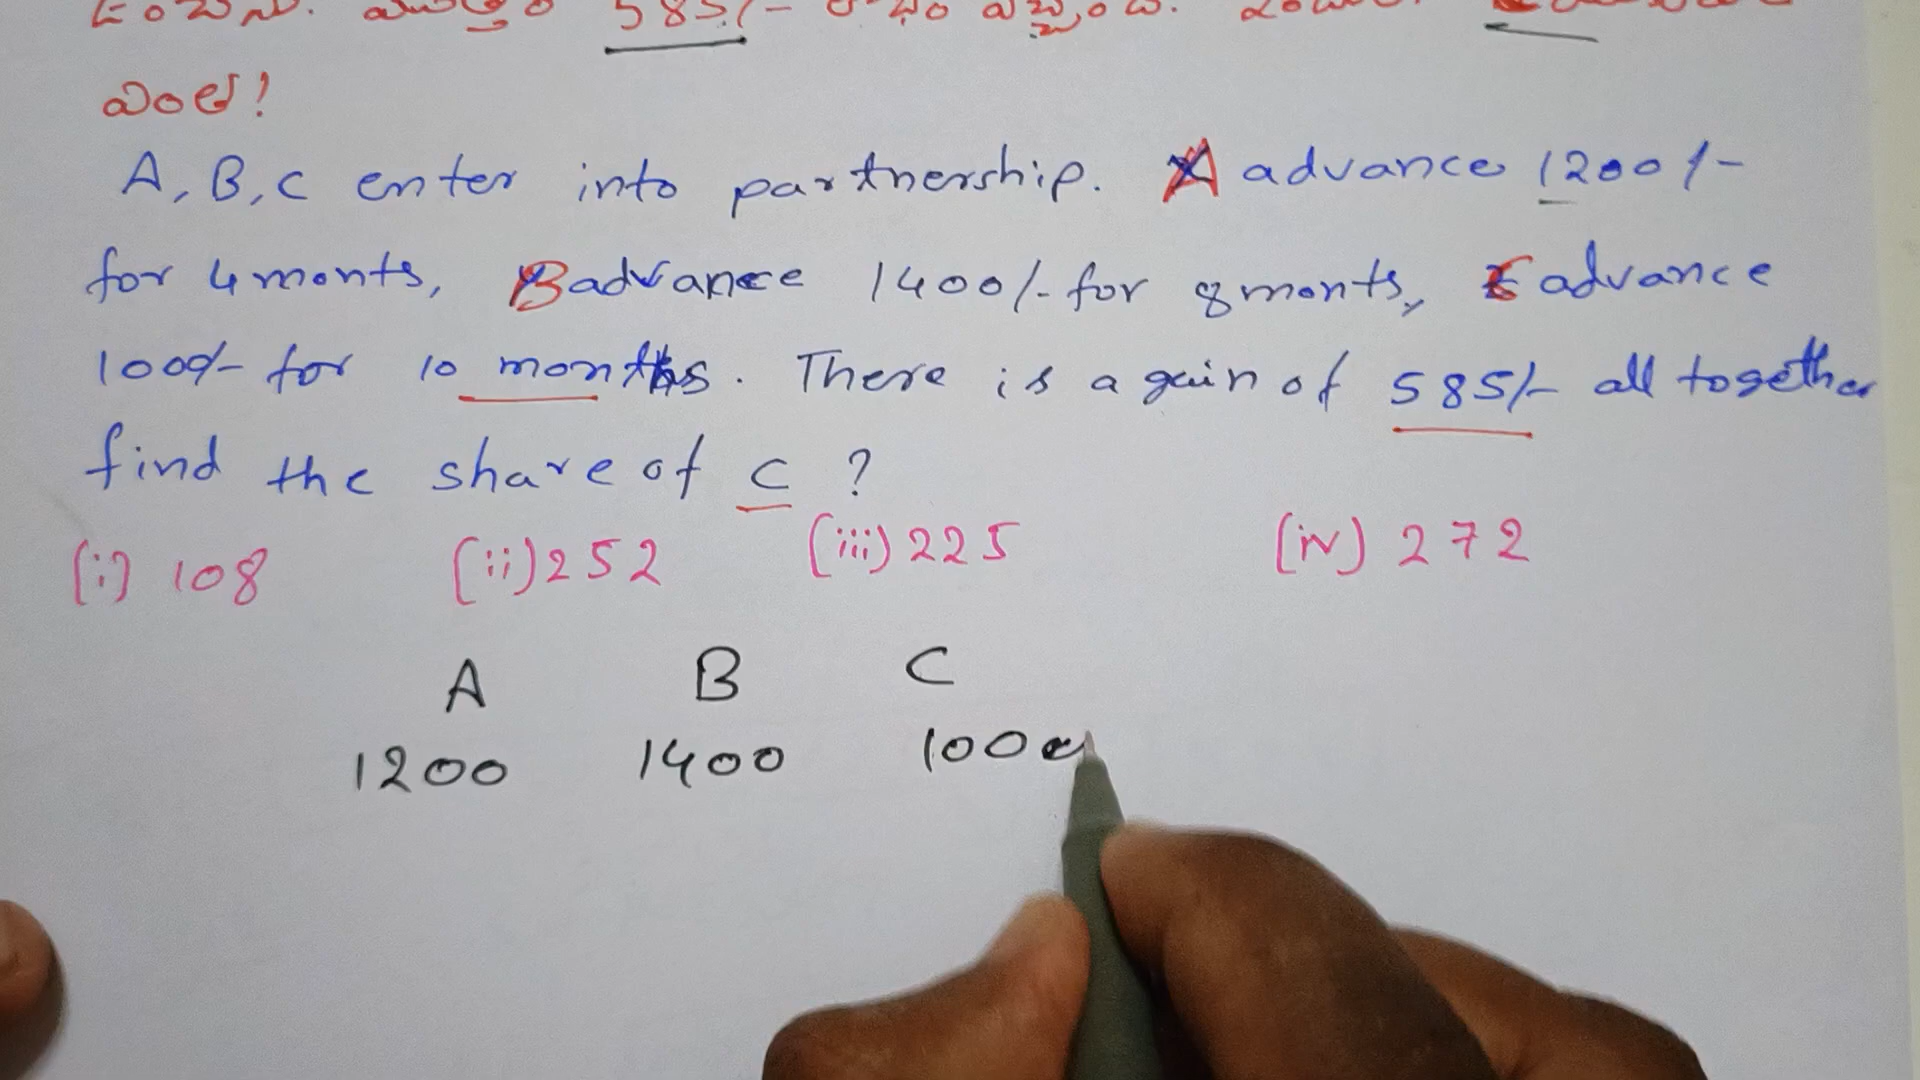 585/-
ఎంత?
A, B, C enter into partnership. A advance 1200/-
for 4 monts, B advance 1400/- for 8 monts, C advance
1000/- for 10 months. There is a gain of 585/- all together
find the share of C ?
(i) 108 (ii) 252 (iii) 225 (iv) 272
A B C
1200 1400 1000